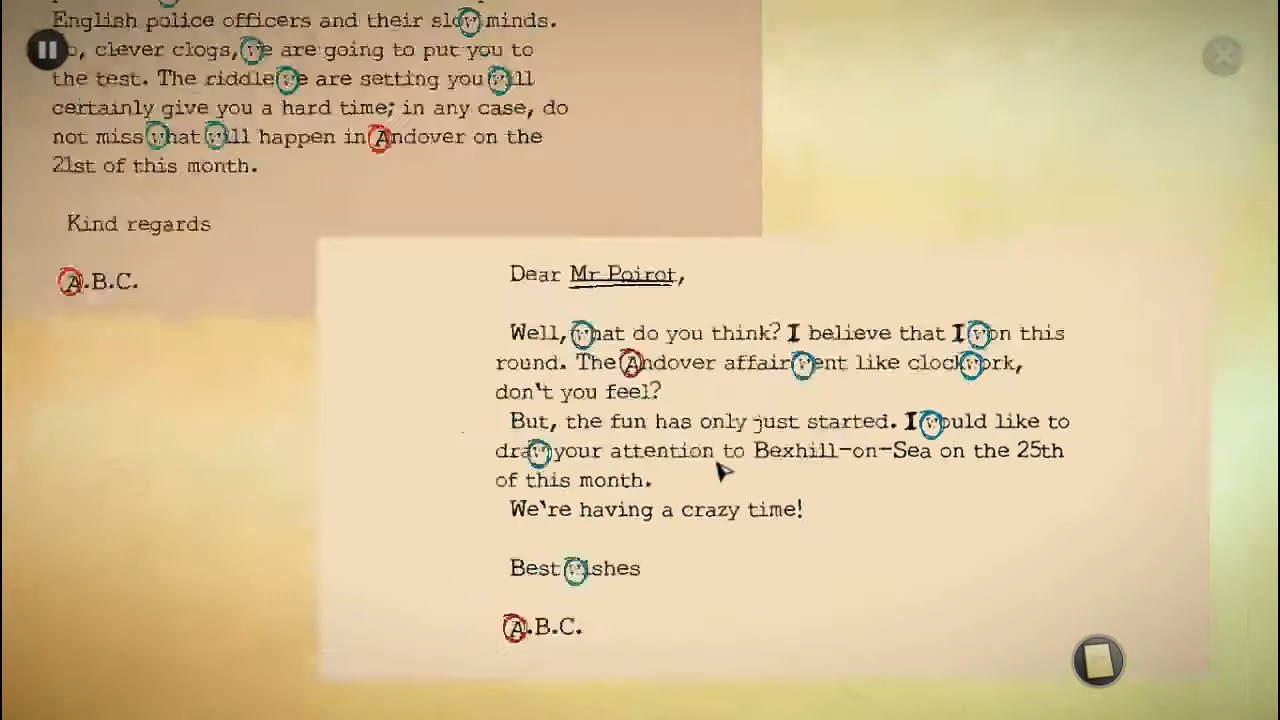 English police officers and their slow minds.
So, clever clogs, we are going to put you to
the test. The riddle we are setting you will
certainly give you a hard time; in any case, do
not miss what will happen in Andover on the
21st of this month.
Kind regards
A.B.C.
Dear Mr Poirot,
Well, what do you think? I believe that I won this
round. The Andover affair went like clockwork,
don't you feel?
But, the fun has only just started. I would like to
draw your attention to Bexhill-on-Sea on the 25th
of this month.
We're having a crazy time!
Best wishes
A.B.C.